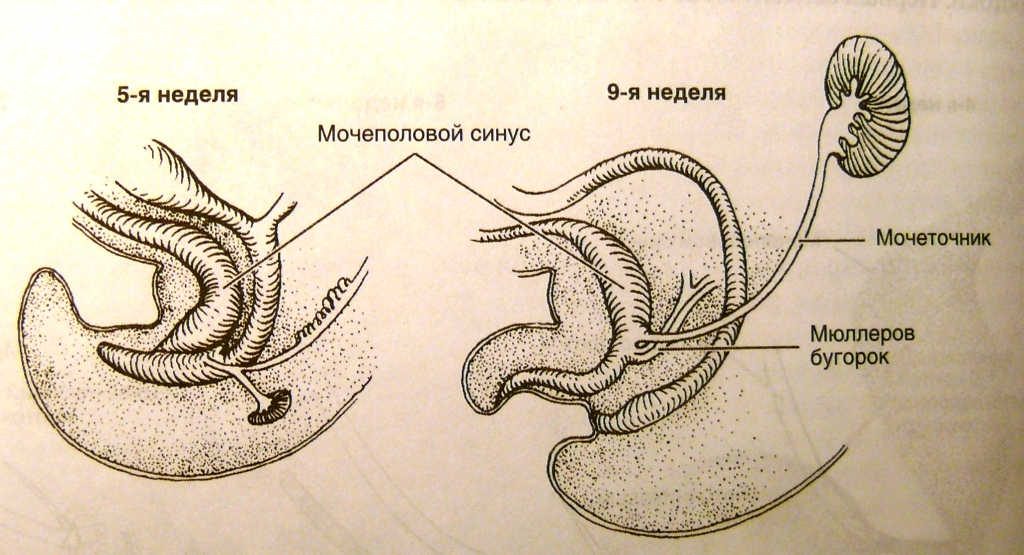 5-я неделя
9-я неделя
Мочеполовой синус
Мочеточник
Мюллеров
бугорок